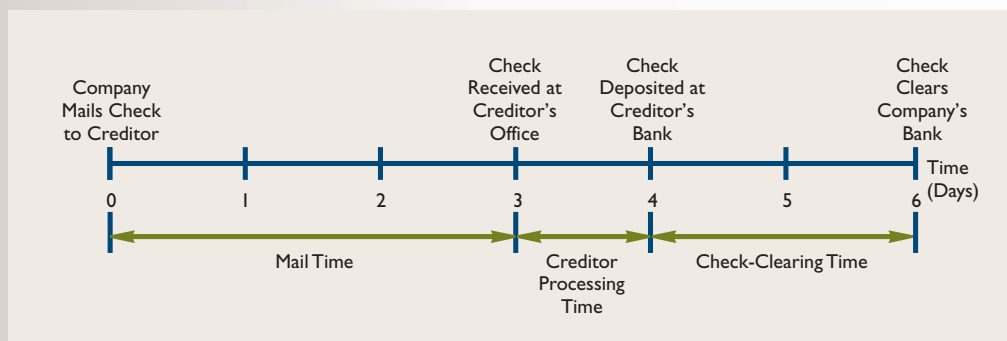 Company
Mails Check
to Creditor
Check
Received at
Creditor's
Office
Check
Deposited at
Creditor's
Bank
Check
Clears
Company's
Bank
Time
(Days)
0
1
2
3
4
5
6
Mail Time
Creditor
Processing
Time
Check-Clearing Time